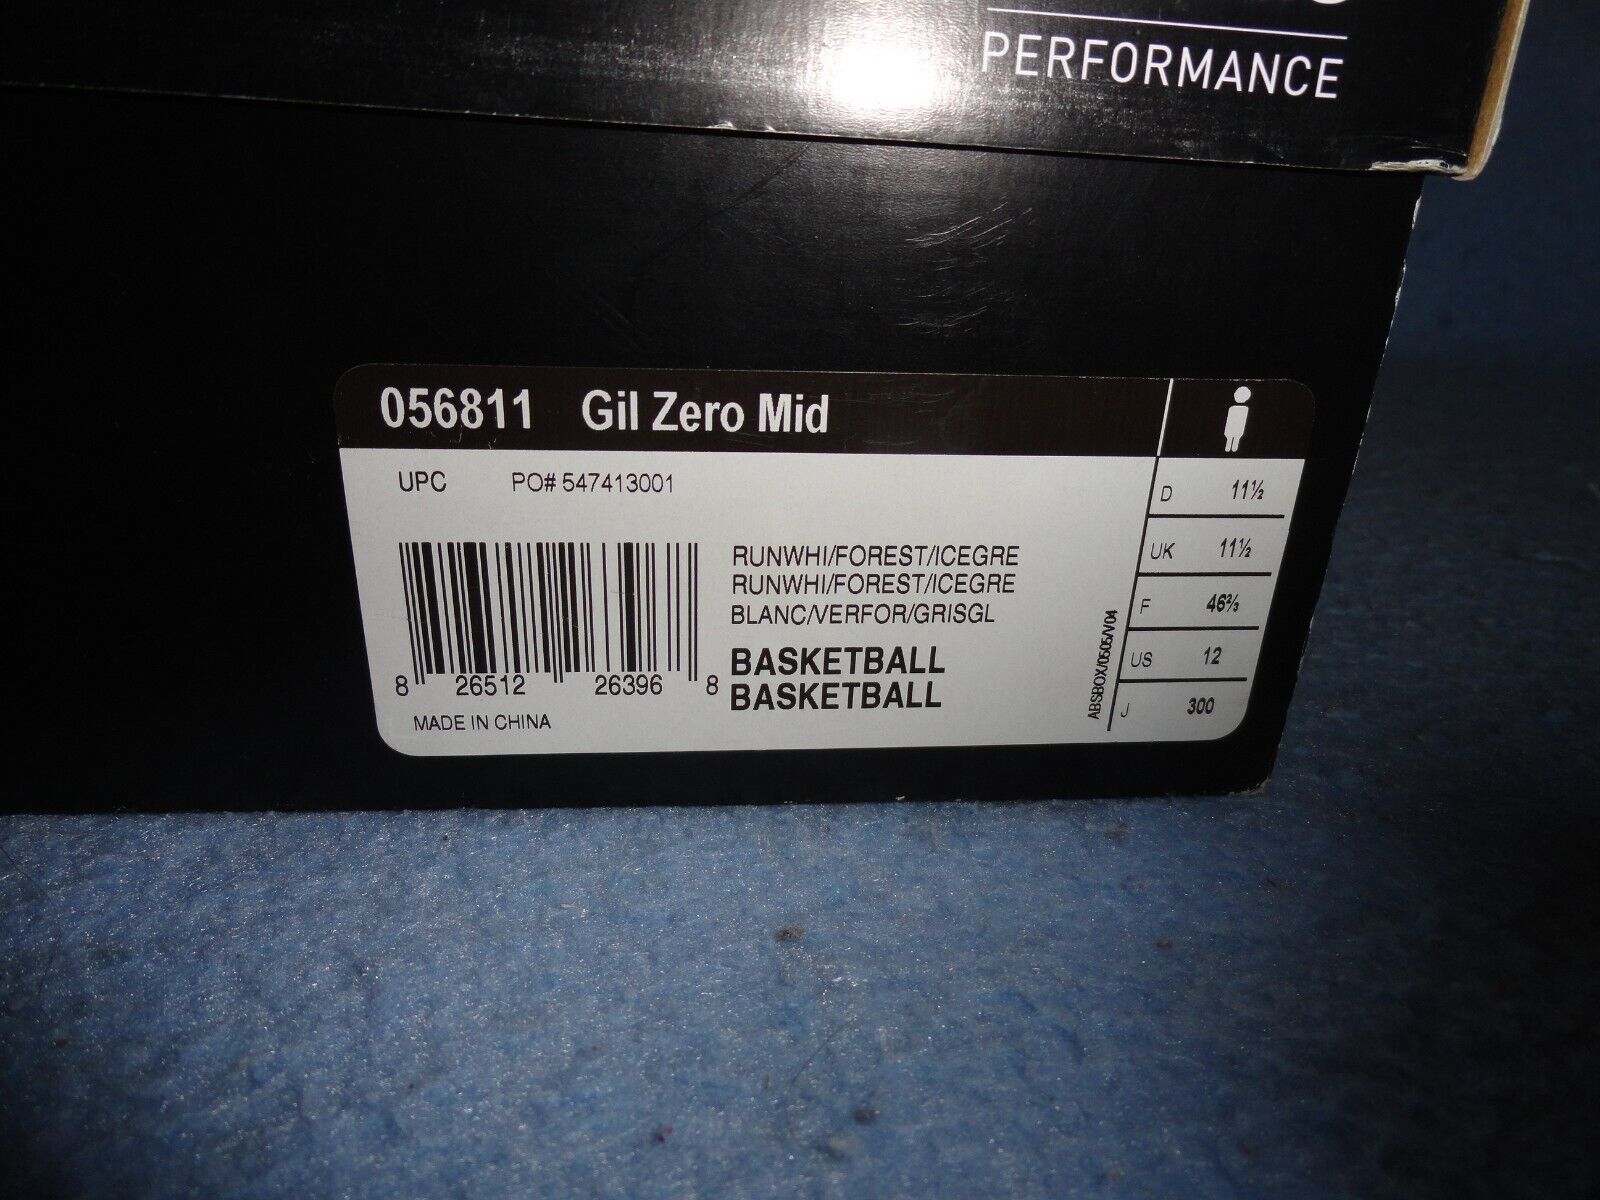 PERFORMANCE
056811 Gil Zero Mid
UPC PO# 547413001
RUNWHI/FOREST/ICEGRE
RUNWHI/FOREST/ICEGRE
BLANC/VERFOR/GRISGL
BASKETBALL
BASKETBALL
8 26512 26396 8
MADE IN CHINA
ABSBOX/0505/V04
D 11½
UK 11½
F 46⅔
US 12
J 300